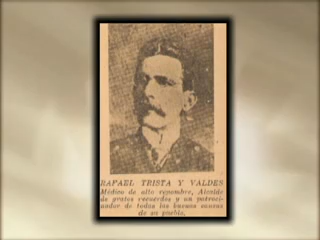 RAFAEL TRISTA Y VALDES
Médico de alto renombre, Alcalde
de gratos recuerdos y un patroci-
nador de todas las buenas causas
de su pueblo.